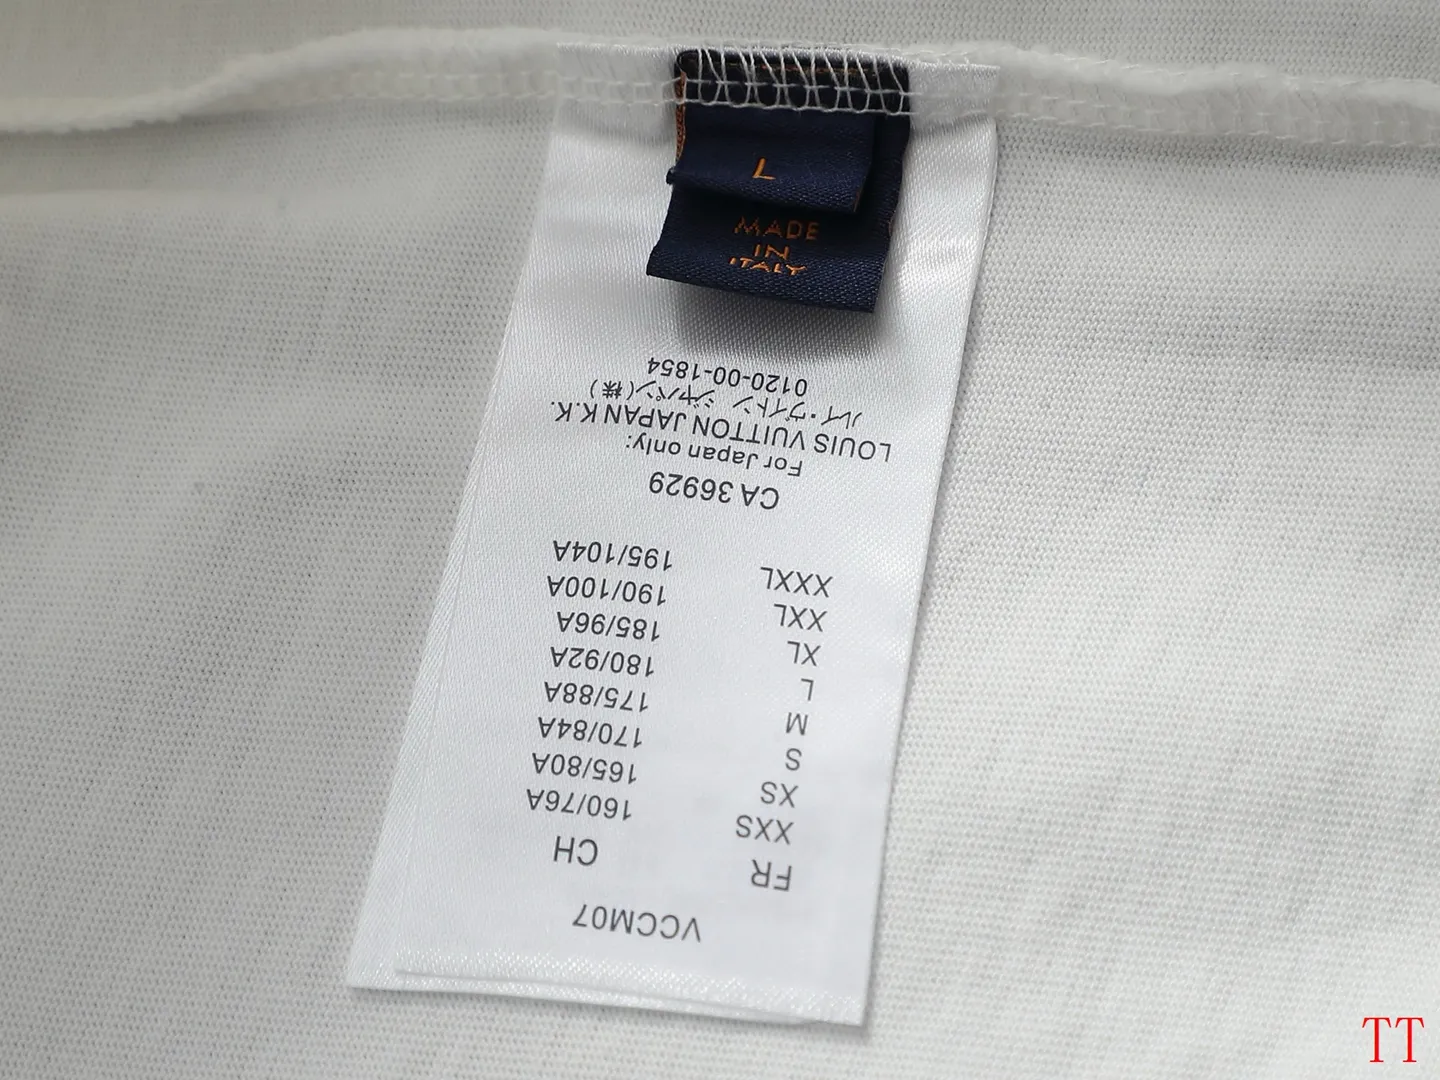 L
MADE
IN
ITALY
VCCM07
FR CH
XXS 160/76A
XS 165/80A
S 170/84A
M 175/88A
L 180/92A
XL 185/96A
XXL 190/100A
XXXL 195/104A
CA 36929
For Japan only:
LOUIS VUITTON JAPAN K.K.
ルイ・ヴィトン ジャパン(株)
0120-00-1854
TT